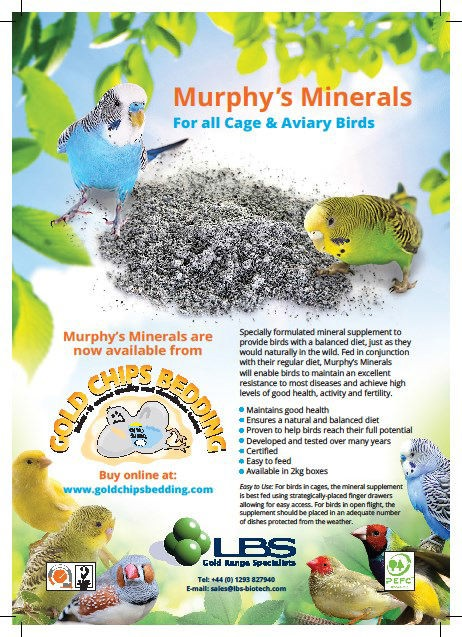 Murphy's Minerals
For all Cage & Aviary Birds
Murphy's Minerals are
now available from
GOLD CHIPS BEDDING
Buy online at:
www.goldchipsbedding.com
Specially formulated mineral supplement to
provide birds with a balanced diet, just as they
would naturally in the wild. Fed in conjunction
with their regular diet, Murphy's Minerals
will enable birds to maintain an excellent
resistance to most diseases and achieve high
levels of good health, activity and fertility.
Maintains good health
Ensures a natural and balanced diet
Proven to help birds reach their full potential
Developed and tested over many years
Certified
Easy to feed
Available in 2kg boxes
Easy to Use: For birds in cages, the mineral supplement
is best fed using strategically-placed finger drawers
allowing for easy access. For birds in open flight, the
supplement should be placed in an adequate number
of dishes protected from the weather.
LBS
Gold Range Specialists
Tel: +44 (0) 1293 827940
E-mail: sales@lbs-biotech.com
PEFC